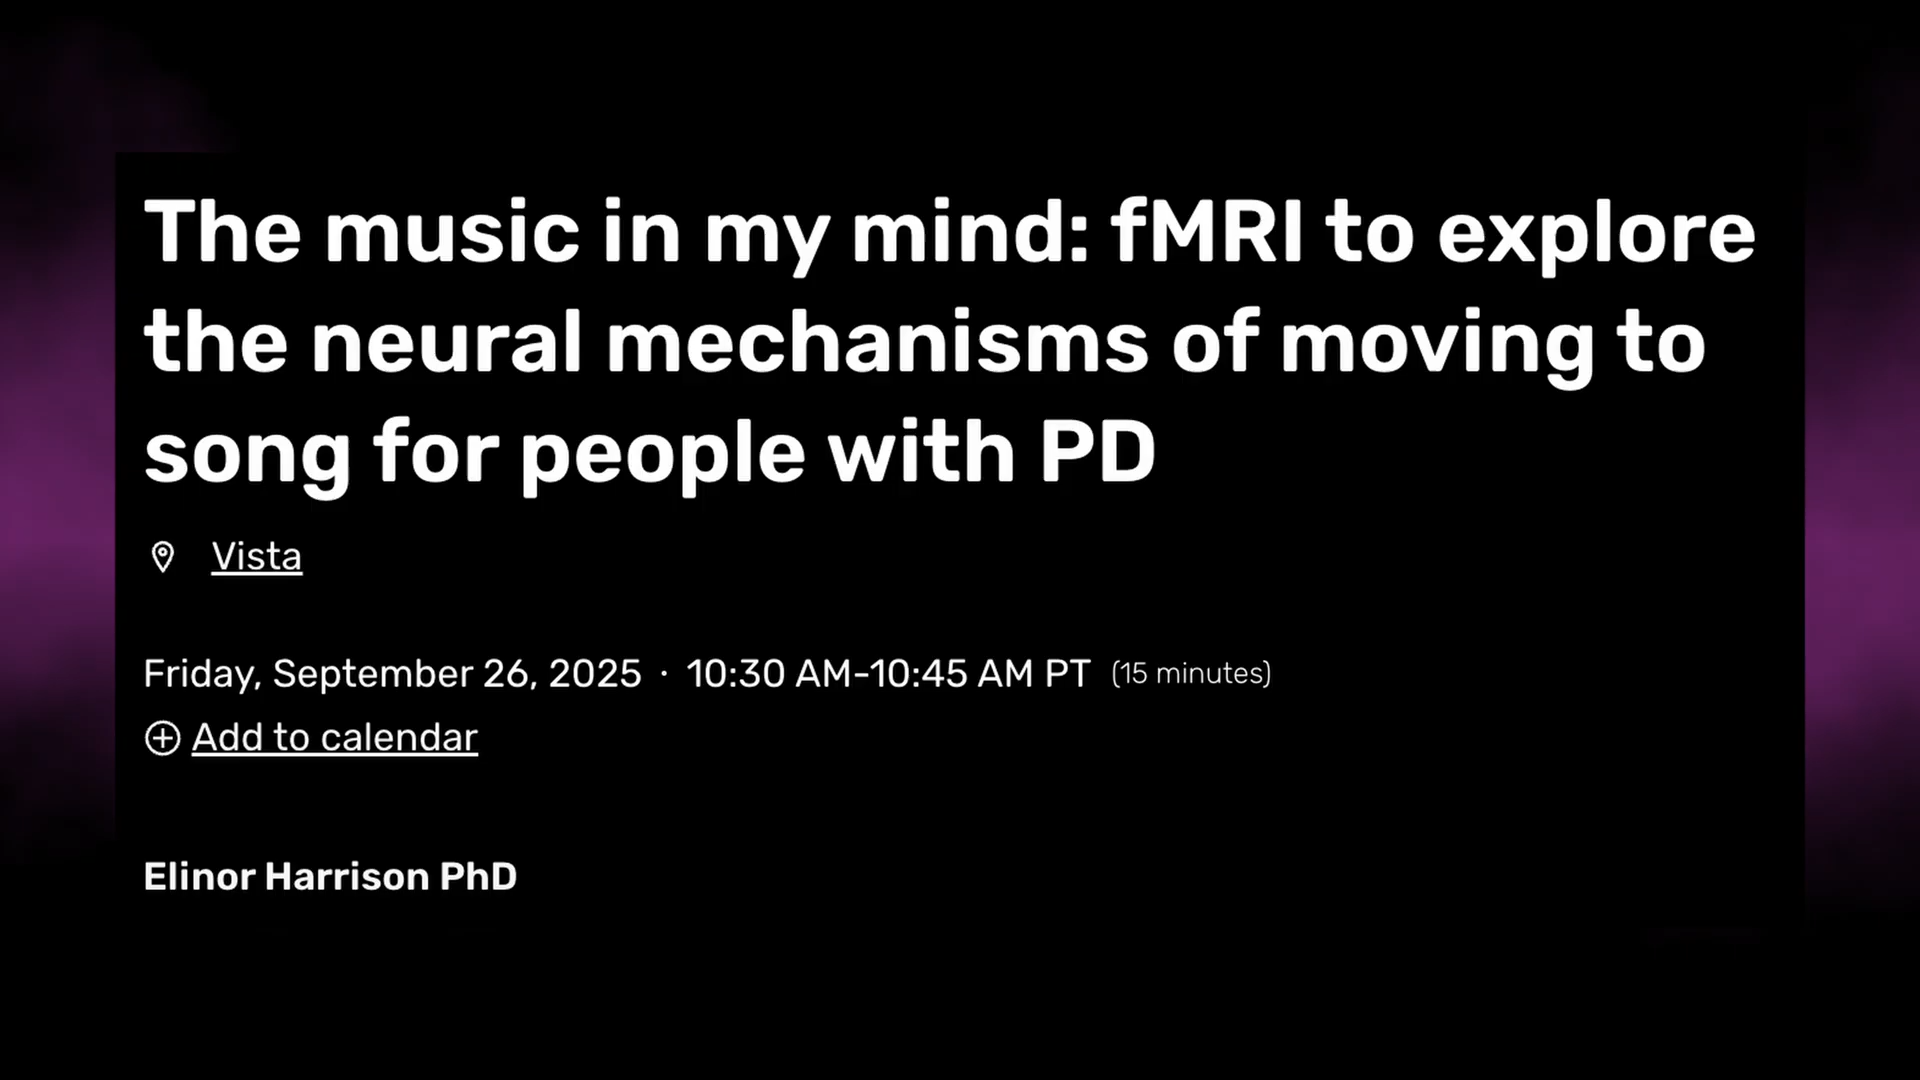 The music in my mind: fMRI to explore
the neural mechanisms of moving to
song for people with PD
Vista
Friday, September 26, 2025 · 10:30 AM-10:45 AM PT (15 minutes)
Add to calendar
Elinor Harrison PhD